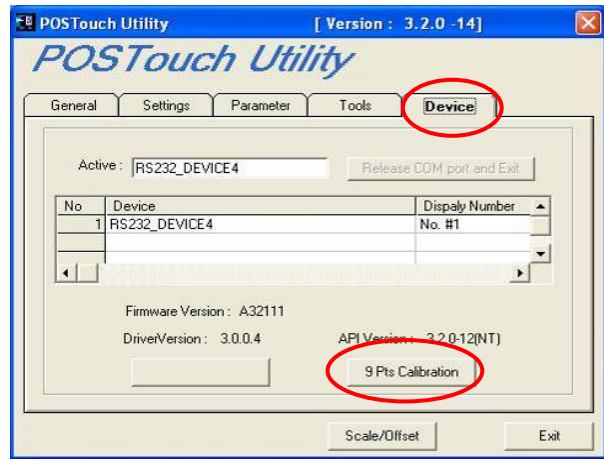 POSTouch Utility [ Version : 3.2.0 -14]
POSTouch Utility
General Settings Parameter Tools Device
Active : RS232_DEVICE4 Release COM port and Exit
No Device Dispaly Number
1 RS232_DEVICE4 No. #1
Firmware Version : A32111
DriverVersion : 3.0.0.4 API Version : 3.2.0-12(NT)
9 Pts Calibration
Scale/Offset Exit